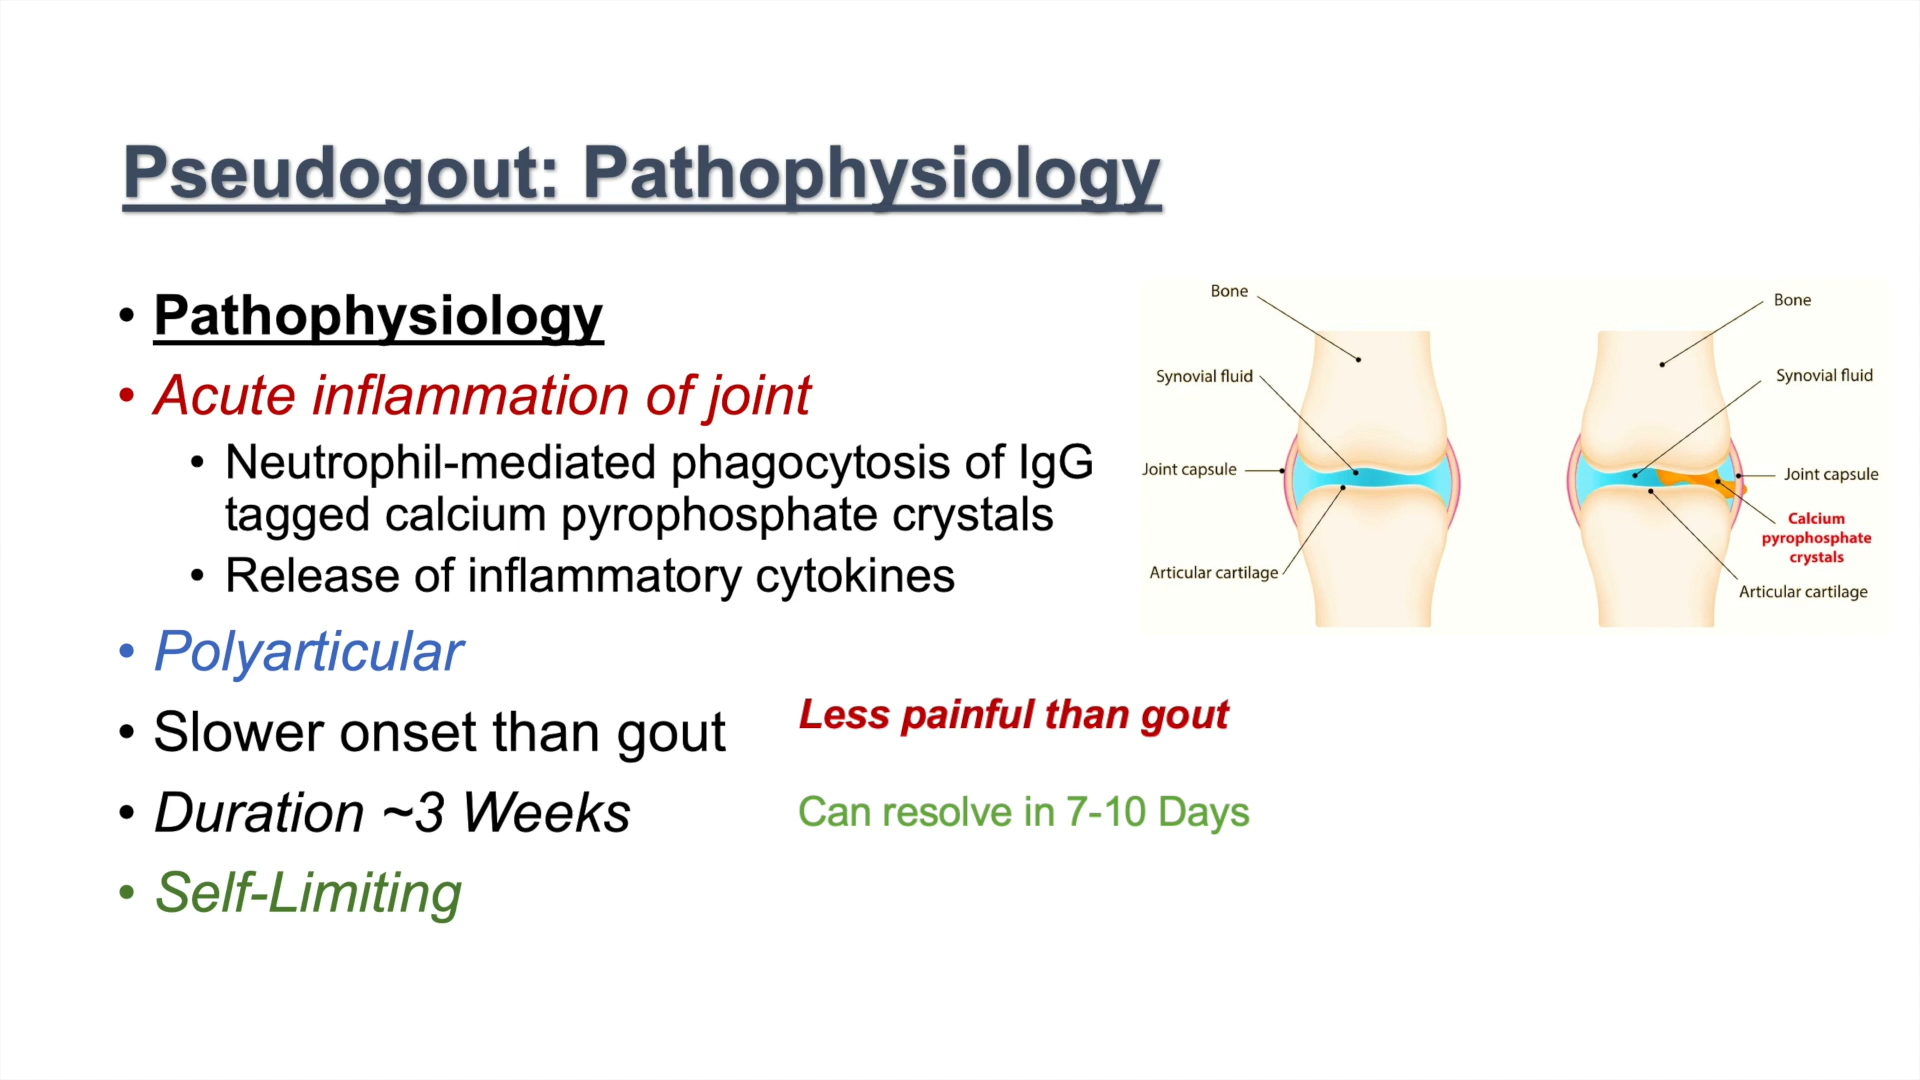 Pseudogout: Pathophysiology
• Pathophysiology
• Acute inflammation of joint
• Neutrophil-mediated phagocytosis of IgG
tagged calcium pyrophosphate crystals
• Release of inflammatory cytokines
• Polyarticular
• Slower onset than gout
• Duration ~3 Weeks
• Self-Limiting
Less painful than gout
Can resolve in 7-10 Days
Bone
Synovial fluid
Joint capsule
Articular cartilage
Bone
Synovial fluid
Joint capsule
Calcium
pyrophosphate
crystals
Articular cartilage